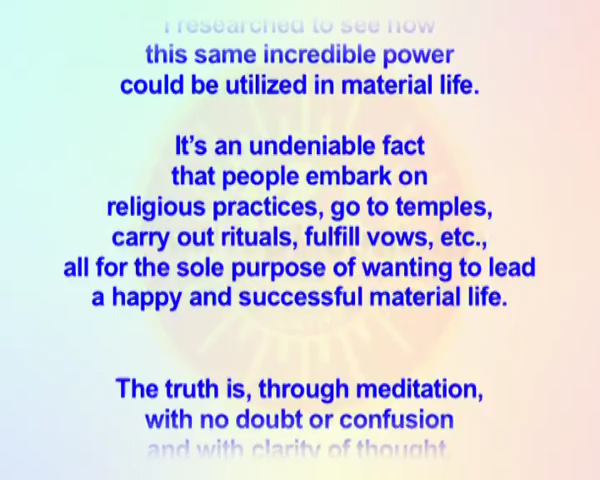 I researched to see how
this same incredible power
could be utilized in material life.
It's an undeniable fact
that people embark on
religious practices, go to temples,
carry out rituals, fulfill vows, etc.,
all for the sole purpose of wanting to lead
a happy and successful material life.
The truth is, through meditation,
with no doubt or confusion
and with clarity of thought,